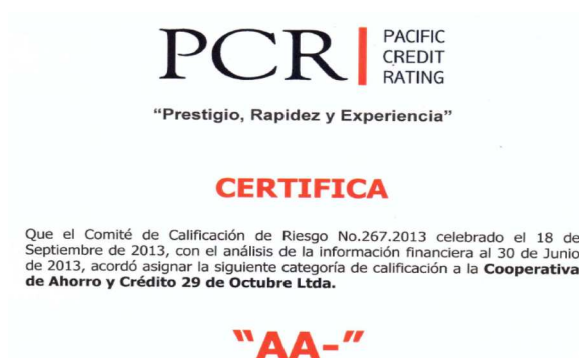 PCR
PACIFIC
CREDIT
RATING
“Prestigio, Rapidez y Experiencia”
CERTIFICA
Que el Comité de Calificación de Riesgo No.267.2013 celebrado el 18 de
Septiembre de 2013, con el análisis de la información financiera al 30 de Junio
de 2013, acordó asignar la siguiente categoría de calificación a la Cooperativa
de Ahorro y Crédito 29 de Octubre Ltda.
“AA-”